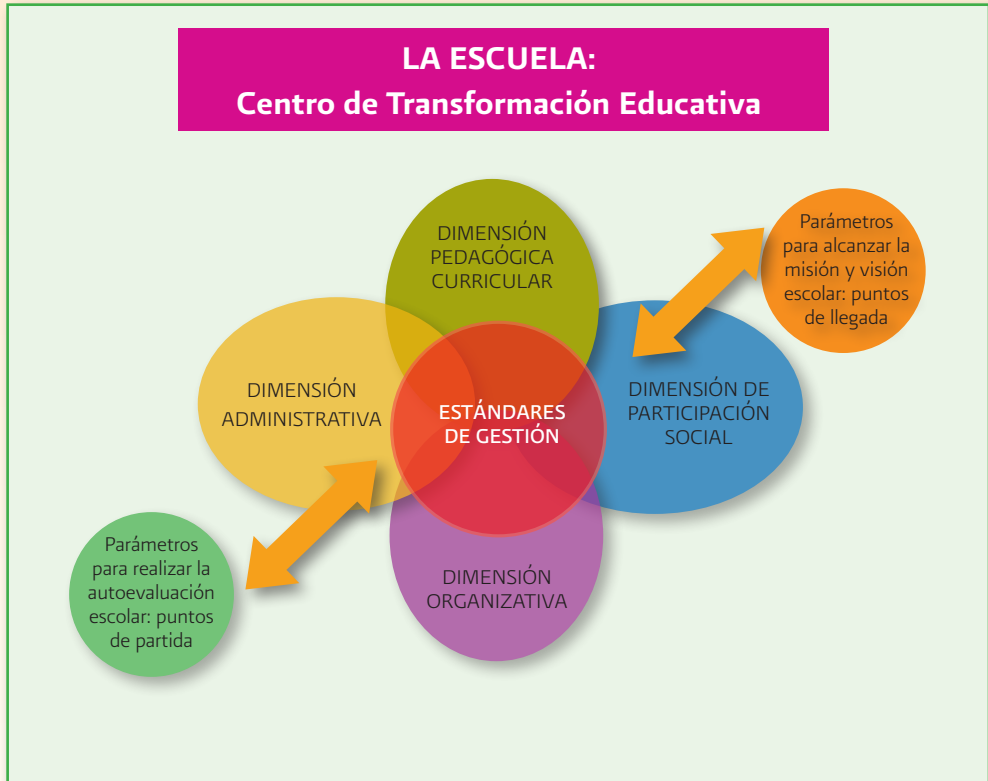 LA ESCUELA:
Centro de Transformación Educativa
DIMENSIÓN
PEDAGÓGICA
CURRICULAR
Parámetros
para alcanzar la
misión y visión
escolar: puntos
de llegada
DIMENSIÓN
ADMINISTRATIVA
ESTÁNDARES
DE GESTIÓN
DIMENSIÓN DE
PARTICIPACIÓN
SOCIAL
Parámetros
para realizar la
autoevaluación
escolar: puntos
de partida
DIMENSIÓN
ORGANIZATIVA